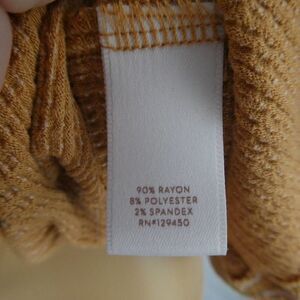 90% RAYON
8% POLYESTER
2% SPANDEX
RN#129450